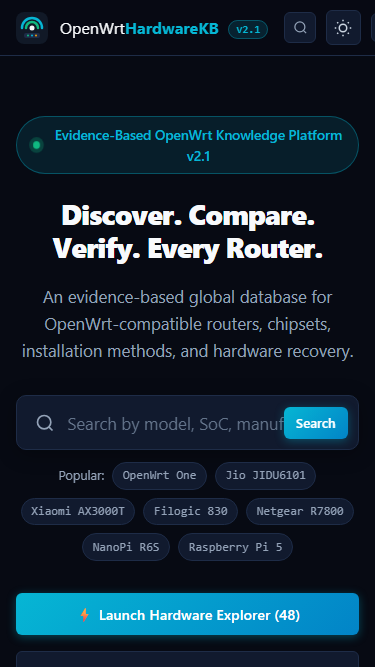 OpenWrtHardwareKB v2.1
Evidence-Based OpenWrt Knowledge Platform
v2.1
Discover. Compare.
Verify. Every Router.
An evidence-based global database for
OpenWrt-compatible routers, chipsets,
installation methods, and hardware recovery.
Search by model, SoC, manuf Search
Popular: OpenWrt One Jio JIDU6101
Xiaomi AX3000T Filogic 830 Netgear R7800
NanoPi R6S Raspberry Pi 5
Launch Hardware Explorer (48)